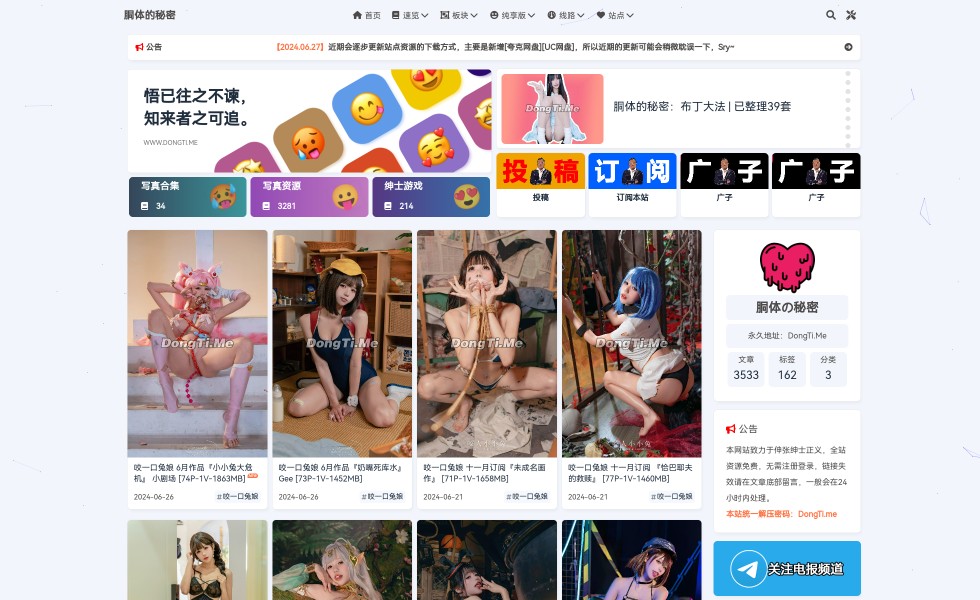 胴体的秘密
首页 速览 板块 纯享版 线路 站点
公告 【2024.06.27】近期会逐步更新站点资源的下载方式，主要是新增[夸克网盘][UC网盘]，所以近期的更新可能会稍微耽误一下，Sry~
悟已往之不谏，
知来者之可追。
WWW.DONGTI.ME
DongTi.Me
胴体的秘密：布丁大法 | 已整理39套
写真合集
34
写真资源
3281
绅士游戏
214
投稿
订阅
广子
广子
投稿
订阅本站
广子
广子
DongTi.Me
DongTi.Me
DongTi.Me
DongTi.Me
咬一口兔娘 6月作品『小小兔大危
机』 小剧场 [74P-1V-1863MB]
2024-06-26
#咬一口兔娘
咬一口兔娘 6月作品『奶嘴死库水』
Gee [73P-1V-1452MB]
2024-06-26
#咬一口兔娘
咬一口兔娘 十一月订阅『未成名画
作』 [71P-1V-1658MB]
2024-06-21
#咬一口兔娘
咬一口兔娘 十一月订阅 『恰巴耶夫
的救赎』 [77P-1V-1460MB]
2024-06-21
#咬一口兔娘
胴体の秘密
永久地址：DongTi.Me
文章 标签 分类
3533 162 3
公告
本网站致力于伸张绅士正义，全站
资源免费，无需注册登录，链接失
效请在文章底部留言，一般会在24
小时内处理。
本站统一解压密码：DongTi.me
关注电报频道